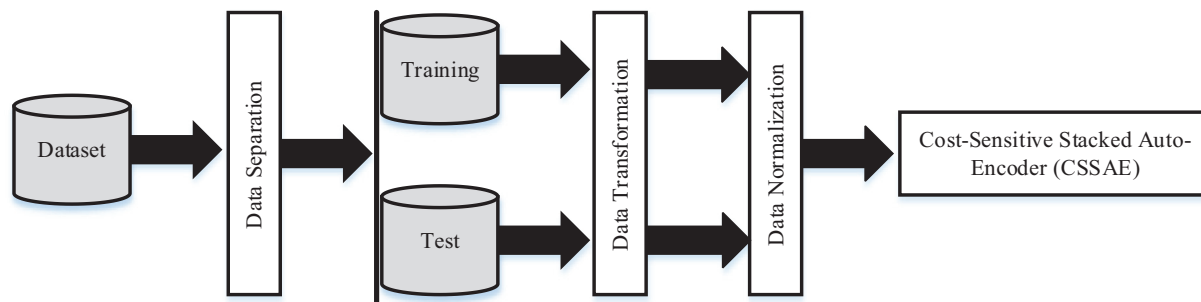 Dataset
Data Separation
Training
Test
Data Transformation
Data Normalization
Cost-Sensitive Stacked Auto-
Encoder (CSSAE)